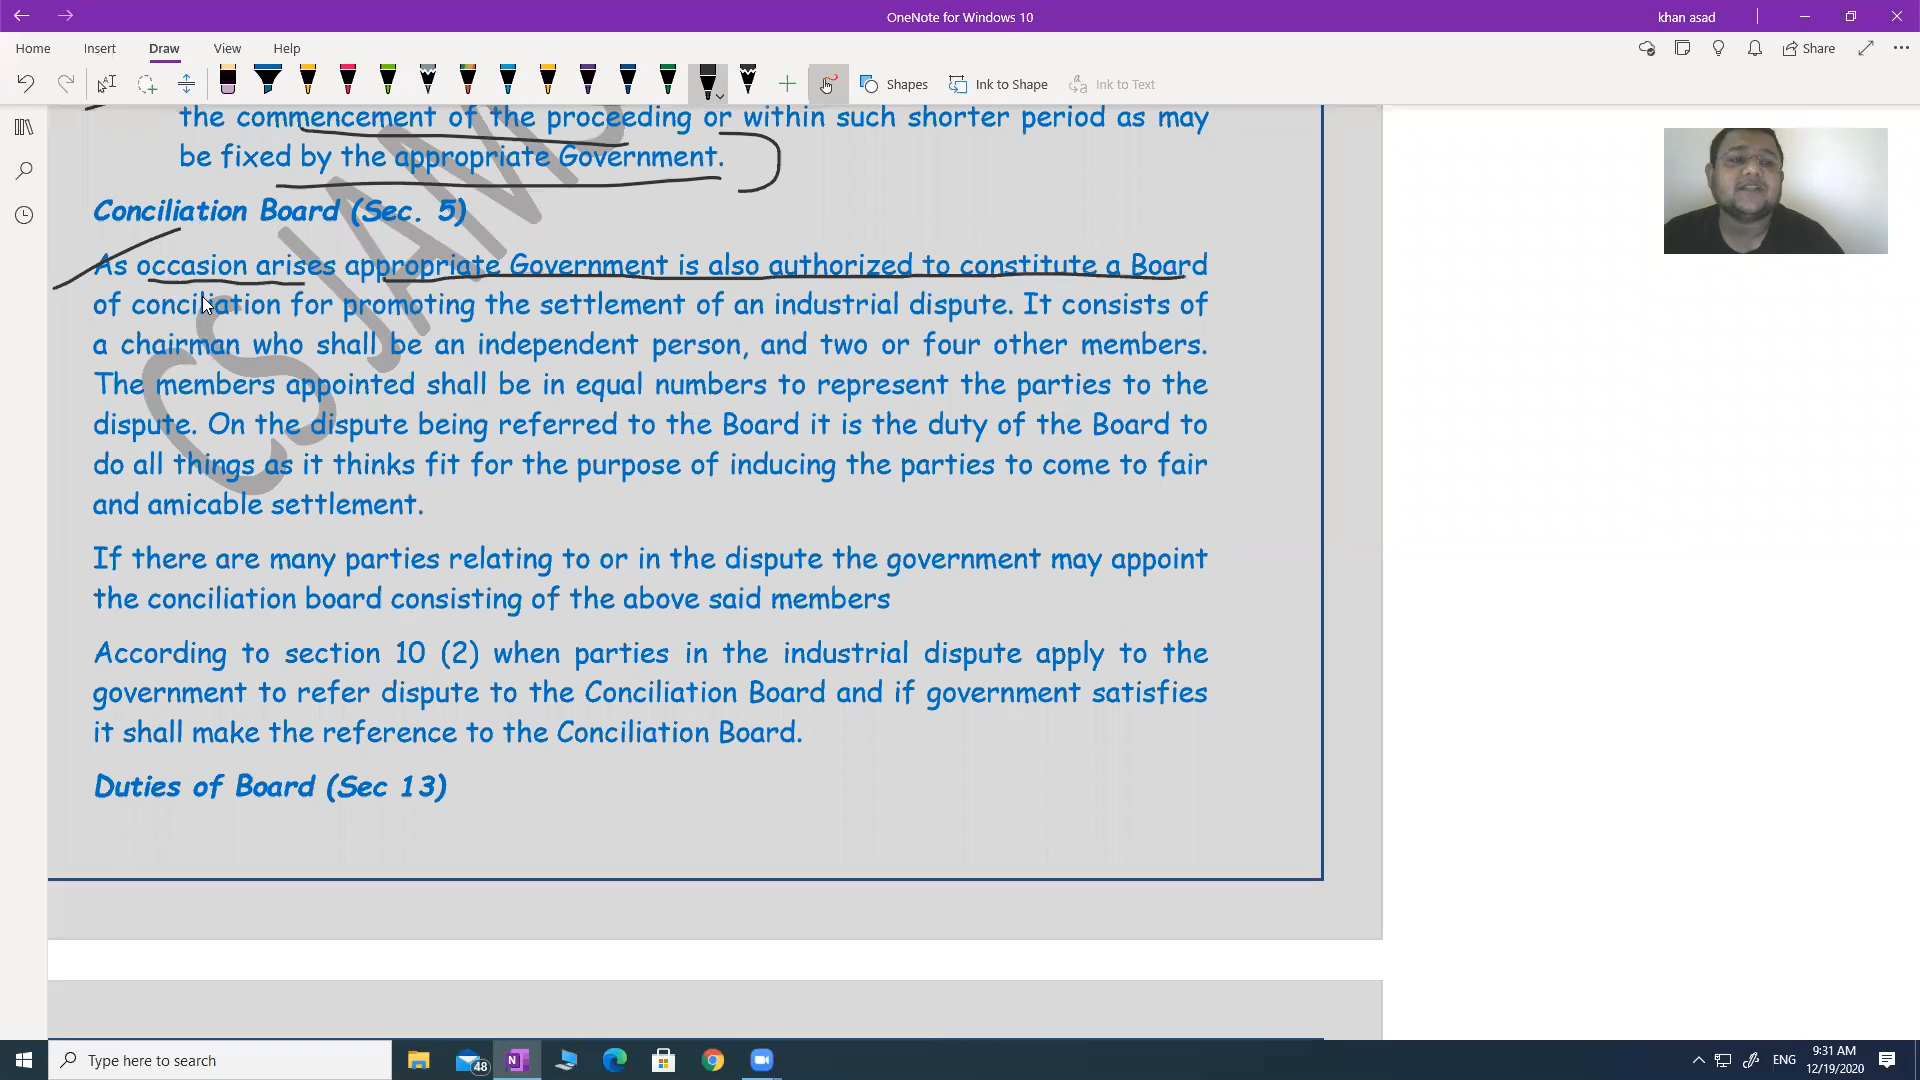 OneNote for Windows 10
khan asad
Home Insert Draw View Help
Share
Shapes
Ink to Shape
Ink to Text
the commencement of the proceeding or within such shorter period as may
be fixed by the appropriate Government.
Conciliation Board (Sec. 5)
As occasion arises appropriate Government is also authorized to constitute a Board
of conciliation for promoting the settlement of an industrial dispute. It consists of
a chairman who shall be an independent person, and two or four other members.
The members appointed shall be in equal numbers to represent the parties to the
dispute. On the dispute being referred to the Board it is the duty of the Board to
do all things as it thinks fit for the purpose of inducing the parties to come to fair
and amicable settlement.
If there are many parties relating to or in the dispute the government may appoint
the conciliation board consisting of the above said members
According to section 10 (2) when parties in the industrial dispute apply to the
government to refer dispute to the Conciliation Board and if government satisfies
it shall make the reference to the Conciliation Board.
Duties of Board (Sec 13)
Type here to search
48
ENG
9:31 AM
12/19/2020